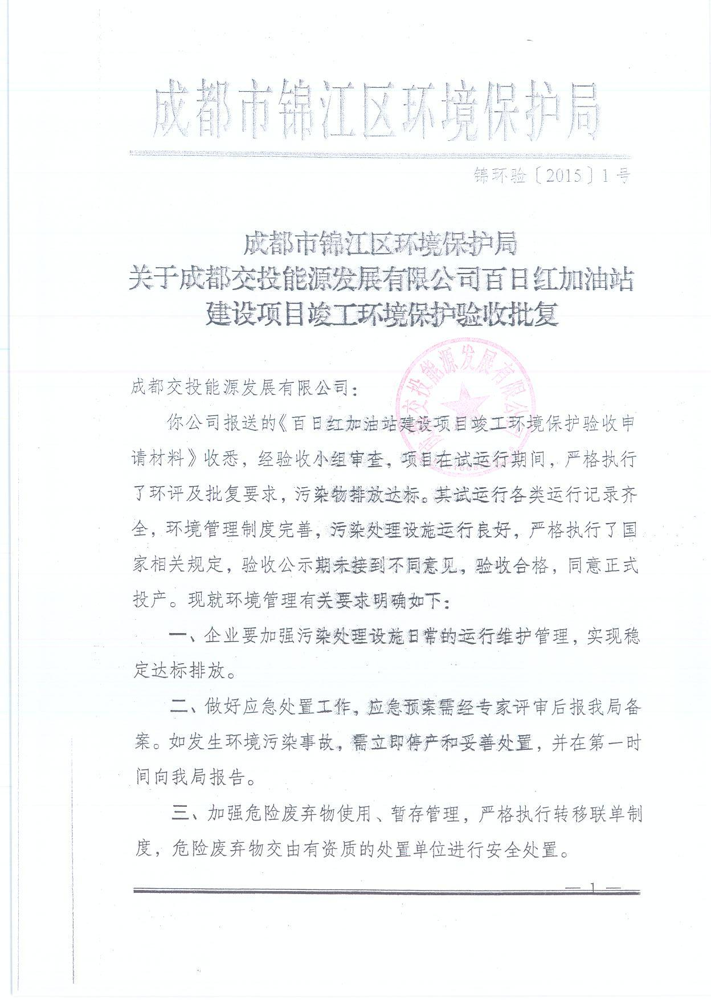 成都市锦江区环境保护局
锦环验〔2015〕1号
成都市锦江区环境保护局
关于成都交投能源发展有限公司百日红加油站
建设项目竣工环境保护验收批复
成都交投能源发展有限公司：
你公司报送的《百日红加油站建设项目竣工环境保护验收申
请材料》收悉，经验收小组审查，项目在试运行期间，严格执行
了环评及批复要求，污染物排放达标。其试运行各类运行记录齐
全，环境管理制度完善，污染处理设施运行良好，严格执行了国
家相关规定，验收公示期未接到不同意见，验收合格，同意正式
投产。现就环境管理有关要求明确如下：
一、企业要加强污染处理设施日常的运行维护管理，实现稳
定达标排放。
二、做好应急处置工作，应急预案需经专家评审后报我局备
案。如发生环境污染事故，需立即停产和妥善处置，并在第一时
间向我局报告。
三、加强危险废弃物使用、暂存管理，严格执行转移联单制
度，危险废弃物交由有资质的处置单位进行安全处置。
— 1 —
成都交投能源发展有限公司